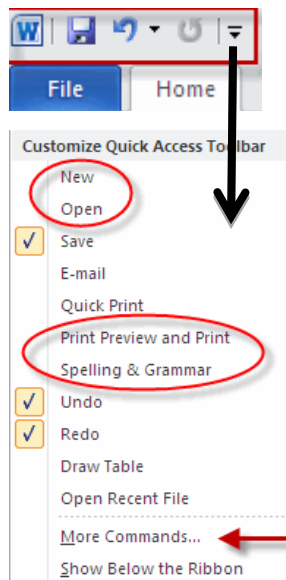 W
File Home
Customize Quick Access Toolbar
New
Open
Save
E-mail
Quick Print
Print Preview and Print
Spelling & Grammar
Undo
Redo
Draw Table
Open Recent File
More Commands...
Show Below the Ribbon